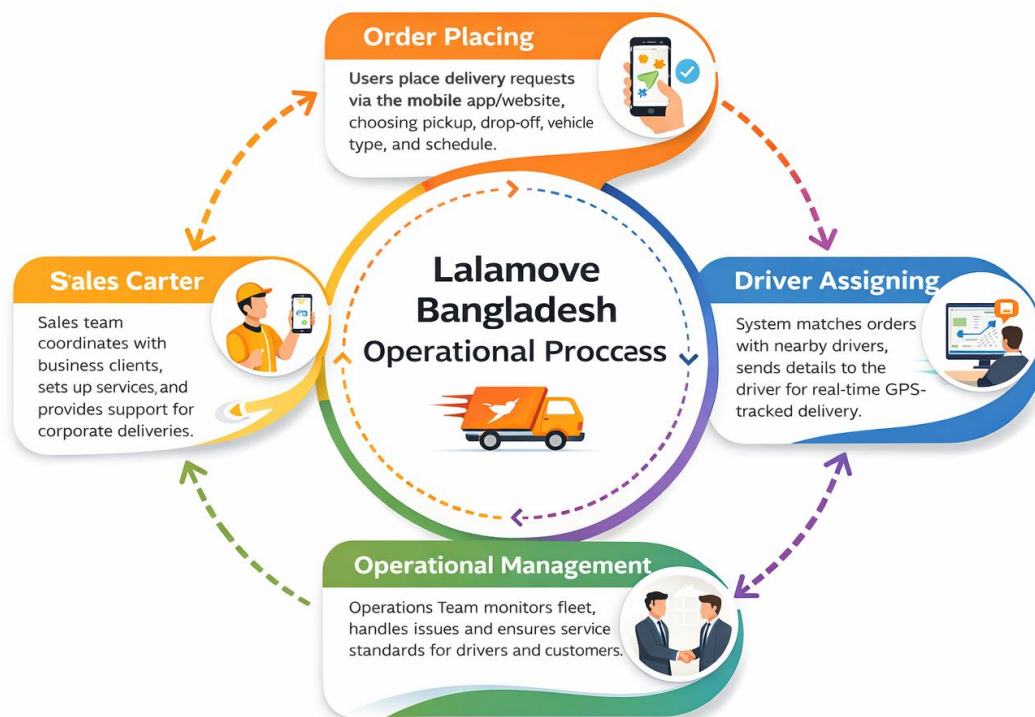 Order Placing
Users place delivery requests
via the mobile app/website,
choosing pickup, drop-off, vehicle
type, and schedule.
Lalamove
Bangladesh
Operational Proccass
Sales Carter
Sales team
coordinates with
business clients,
sets up services, and
provides support for
corporate deliveries.
Driver Assigning
System matches orders
with nearby drivers,
sends details to the
driver for real-time GPS-
tracked delivery.
Operational Management
Operations Team monitors fleet,
handles issues and ensures service
standards for drivers and customers.